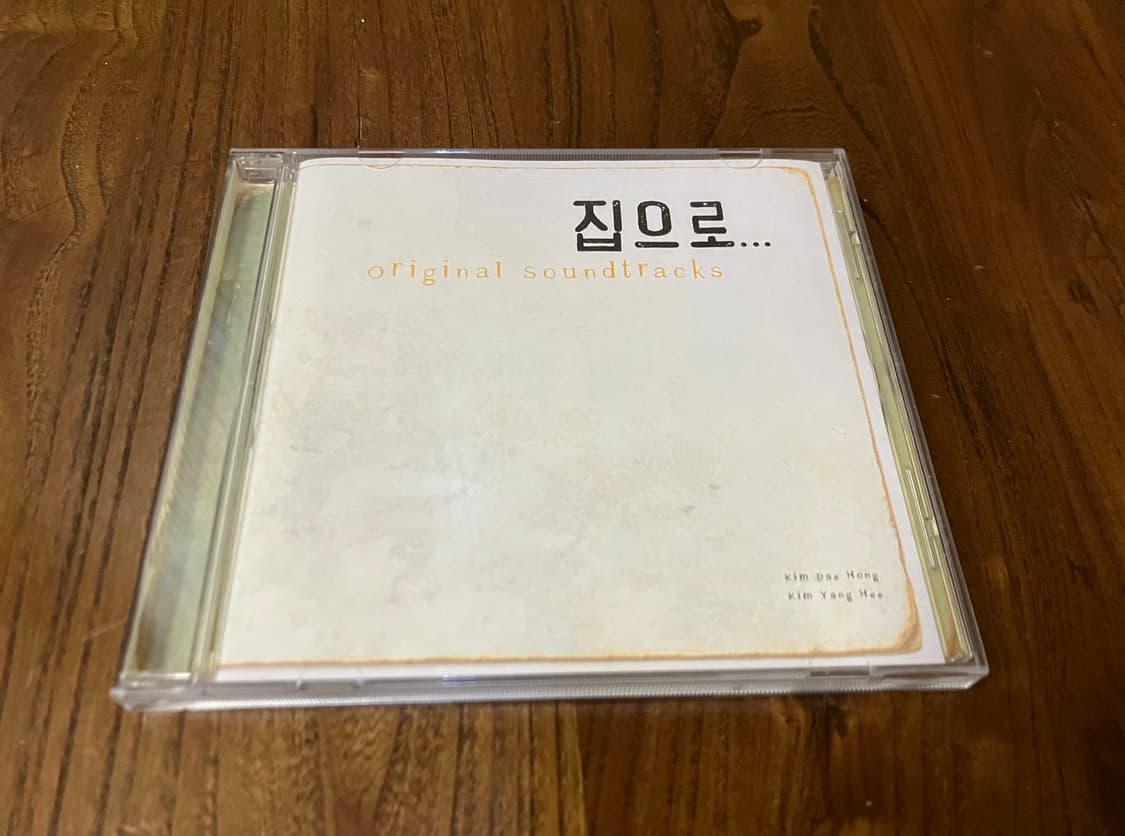 집으로...
original soundtracks
Kim Dae Hong
Kim Yang Hee